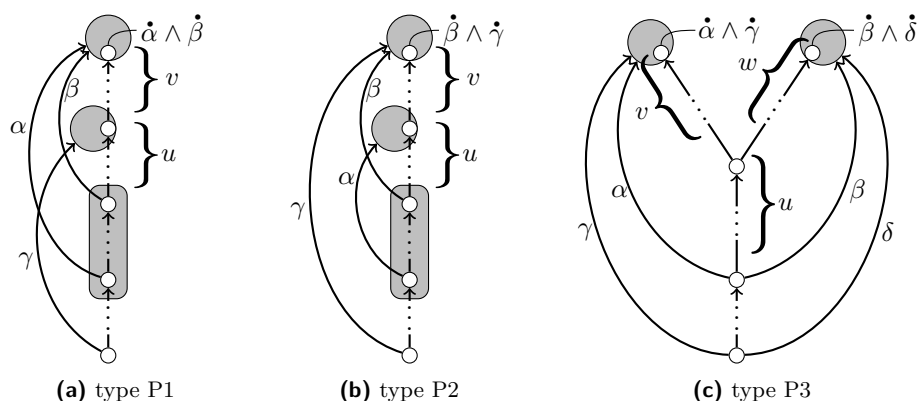 α̇ ∧ β̇
β̇ ∧ γ̇
α̇ ∧ γ̇
β̇ ∧ δ̇
β
v
β
v
w
v
α
u
α
u
u
γ
γ
γ
α
β
δ
(a) type P1
(b) type P2
(c) type P3